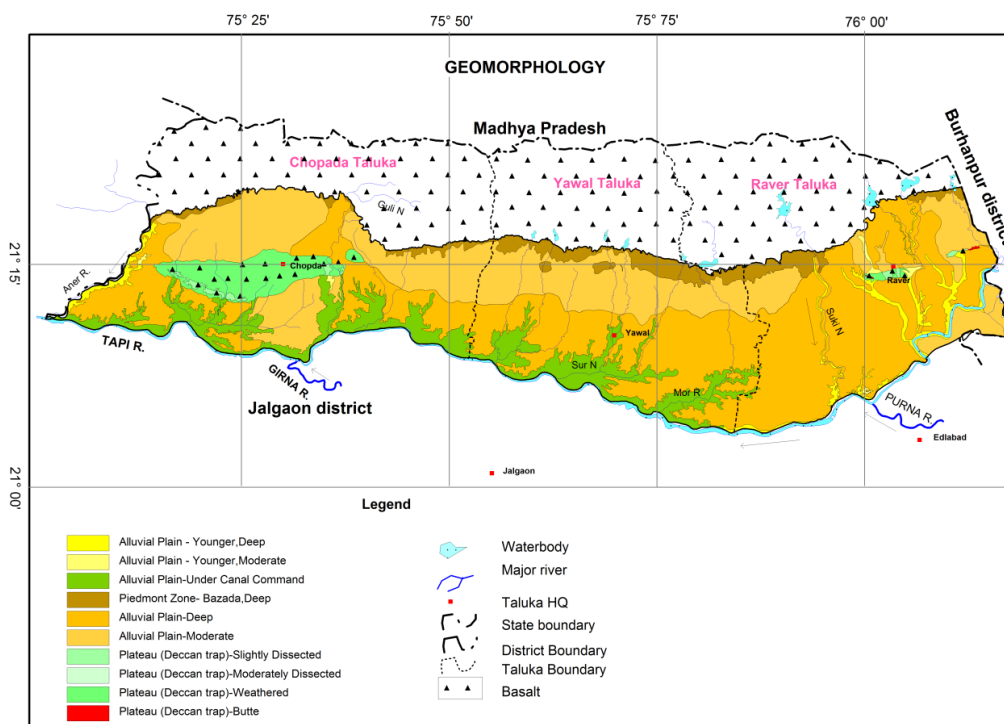 75° 25'
75° 50'
75° 75'
76° 00'
GEOMORPHOLOGY
Madhya Pradesh
Burhanpur district
Chopada Taluka
Yawal Taluka
Raver Taluka
Guli N
21° 15'
Aner R.
Chopda
Raver
TAPI R.
GIRNA R.
Jalgaon district
Yawal
Sur N
Mor R
Suki N
PURNA R.
Edlabad
Jalgaon
21° 00'
Legend
Alluvial Plain - Younger,Deep
Alluvial Plain - Younger,Moderate
Alluvial Plain-Under Canal Command
Piedmont Zone- Bazada,Deep
Alluvial Plain-Deep
Alluvial Plain-Moderate
Plateau (Deccan trap)-Slightly Dissected
Plateau (Deccan trap)-Moderately Dissected
Plateau (Deccan trap)-Weathered
Plateau (Deccan trap)-Butte
Waterbody
Major river
Taluka HQ
State boundary
District Boundary
Taluka Boundary
Basalt